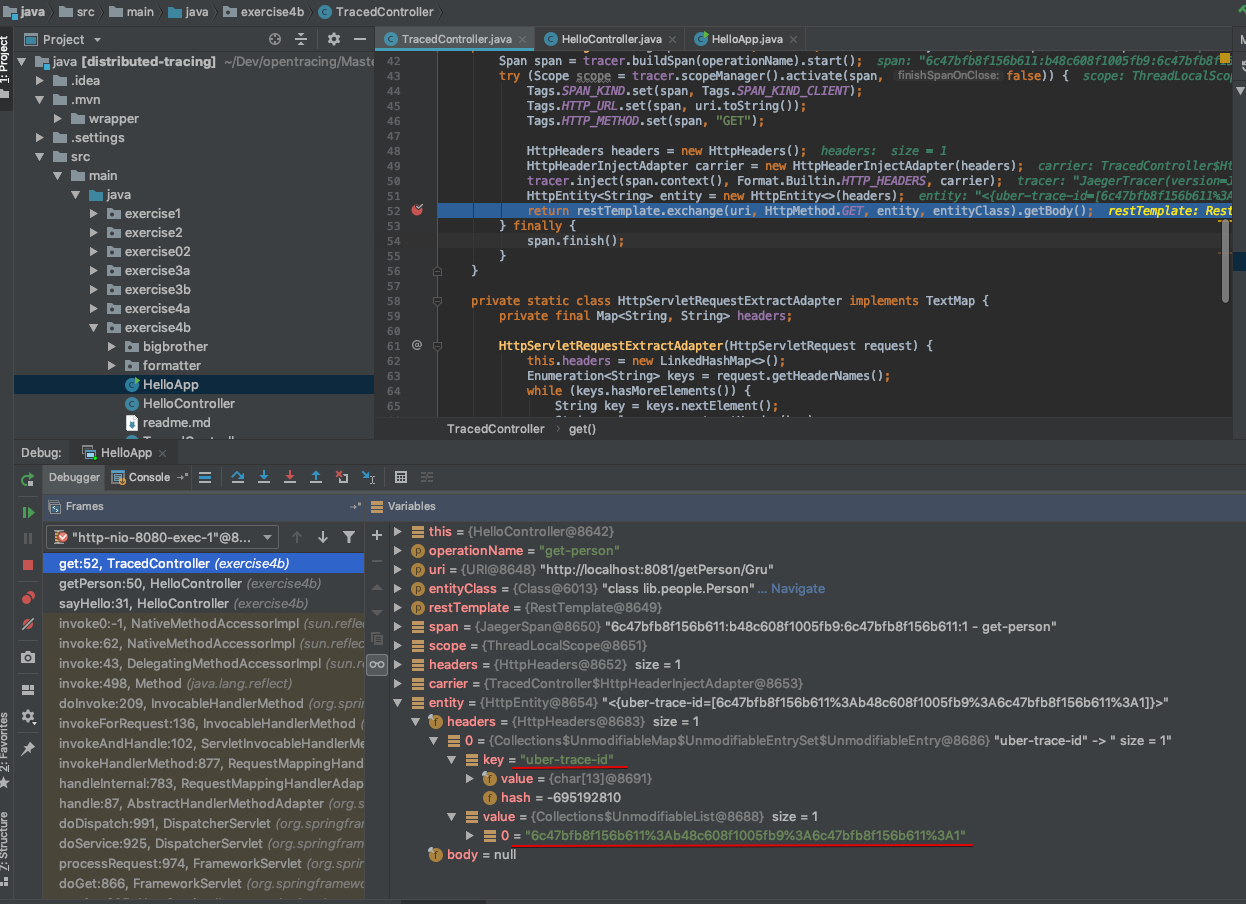 java src main java exercise4b TracedController
1: Project
Project
TracedController.java HelloController.java HelloApp.java
java [distributed-tracing] ~/Dev/opentracing/Maste
.idea
.mvn
wrapper
.settings
src
main
java
exercise1
exercise2
exercise02
exercise3a
exercise3b
exercise4a
exercise4b
bigbrother
formatter
HelloApp
HelloController
readme.md
42 Span span = tracer.buildSpan(operationName).start(); span: "6c47bfb8f156b611:b48c608f1005fb9:6c47bfb8f15
43 try (Scope scope = tracer.scopeManager().activate(span, finishSpanOnClose: false)) { scope: ThreadLocalScop
44 Tags.SPAN_KIND.set(span, Tags.SPAN_KIND_CLIENT);
45 Tags.HTTP_URL.set(span, uri.toString());
46 Tags.HTTP_METHOD.set(span, "GET");
47
48 HttpHeaders headers = new HttpHeaders(); headers: size = 1
49 HttpHeaderInjectAdapter carrier = new HttpHeaderInjectAdapter(headers); carrier: TracedController$Ht
50 tracer.inject(span.context(), Format.Builtin.HTTP_HEADERS, carrier); tracer: "JaegerTracer(version=J
51 HttpEntity<String> entity = new HttpEntity<>(headers); entity: "<{uber-trace-id=[6c47bfb8f156b611%3A
52 return restTemplate.exchange(uri, HttpMethod.GET, entity, entityClass).getBody(); restTemplate: Rest
53 } finally {
54 span.finish();
55 }
56 }
57
58 private static class HttpServletRequestExtractAdapter implements TextMap {
59 private final Map<String, String> headers;
60
61 @ HttpServletRequestExtractAdapter(HttpServletRequest request) {
62 this.headers = new LinkedHashMap<>();
63 Enumeration<String> keys = request.getHeaderNames();
64 while (keys.hasMoreElements()) {
65 String key = keys.nextElement();
TracedController get()
Debug: HelloApp
Debugger Console
Frames
"http-nio-8080-exec-1"@8...
get:52, TracedController (exercise4b)
getPerson:50, HelloController (exercise4b)
sayHello:31, HelloController (exercise4b)
invoke0:-1, NativeMethodAccessorImpl (sun.reflec
invoke:62, NativeMethodAccessorImpl (sun.reflec
invoke:43, DelegatingMethodAccessorImpl (sun.re
invoke:498, Method (java.lang.reflect)
doInvoke:209, InvocableHandlerMethod (org.sprin
invokeForRequest:136, InvocableHandlerMethod (
invokeAndHandle:102, ServletInvocableHandlerMe
invokeHandlerMethod:877, RequestMappingHandl
handleInternal:783, RequestMappingHandlerAdap
handle:87, AbstractHandlerMethodAdapter (org.s
doDispatch:991, DispatcherServlet (org.springfran
doService:925, DispatcherServlet (org.springfram
processRequest:974, FrameworkServlet (org.sprin
doGet:866, FrameworkServlet (org.springframewo
Variables
this = {HelloController@8642}
operationName = "get-person"
uri = {URI@8648} "http://localhost:8081/getPerson/Gru"
entityClass = {Class@6013} "class lib.people.Person" ... Navigate
restTemplate = {RestTemplate@8649}
span = {JaegerSpan@8650} "6c47bfb8f156b611:b48c608f1005fb9:6c47bfb8f156b611:1 - get-person"
scope = {ThreadLocalScope@8651}
headers = {HttpHeaders@8652} size = 1
carrier = {TracedController$HttpHeaderInjectAdapter@8653}
entity = {HttpEntity@8654} "<{uber-trace-id=[6c47bfb8f156b611%3Ab48c608f1005fb9%3A6c47bfb8f156b611%3A1]}>"
headers = {HttpHeaders@8683} size = 1
0 = {Collections$UnmodifiableMap$UnmodifiableEntrySet$UnmodifiableEntry@8686} "uber-trace-id" -> " size = 1"
key = "uber-trace-id"
value = {char[13]@8691}
hash = -695192810
value = {Collections$UnmodifiableList@8688} size = 1
0 = "6c47bfb8f156b611%3Ab48c608f1005fb9%3A6c47bfb8f156b611%3A1"
body = null
2: Favorites
7: Structure